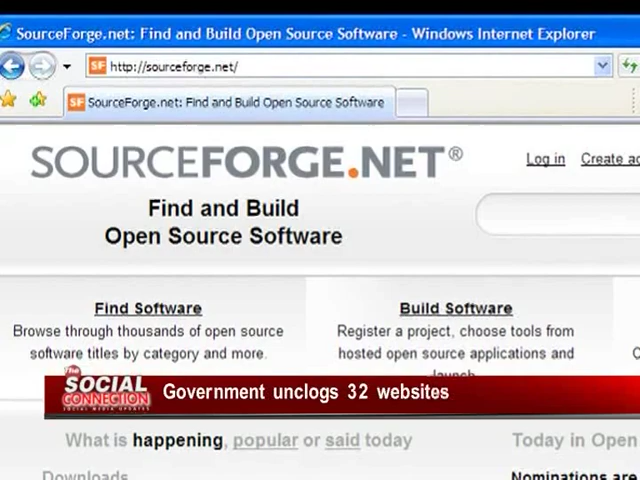 SourceForge.net: Find and Build Open Source Software - Windows Internet Explorer
SF http://sourceforge.net/
SF SourceForge.net: Find and Build Open Source Software
SOURCEFORGE.NET®
Log in
Find and Build
Open Source Software
Find Software
Build Software
Browse through thousands of open source
software titles by category and more.
Register a project, choose tools from
hosted open source applications and
launch.
The
SOCIAL
CONNECTION
SOCIAL MEDIA UPDATES
Government unclogs 32 websites
What is happening, popular or said today
Today in Open
Downloads
Nominations are